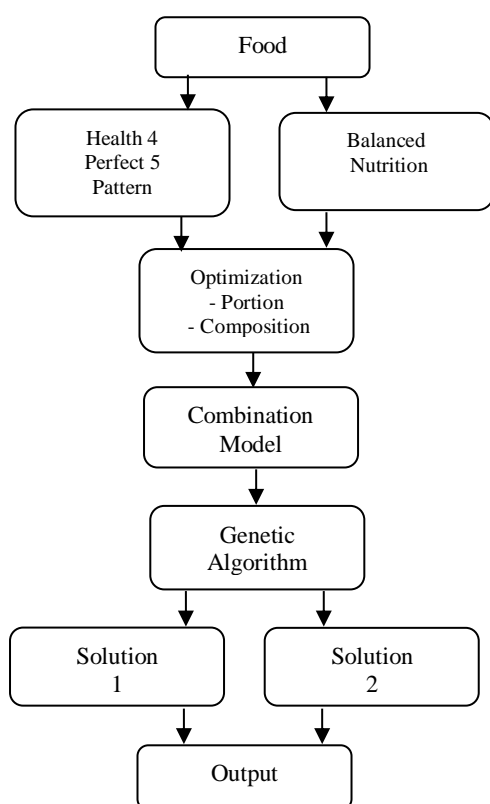 Food
Health 4
Perfect 5
Pattern
Balanced
Nutrition
Optimization
- Portion
- Composition
Combination
Model
Genetic
Algorithm
Solution
1
Solution
2
Output